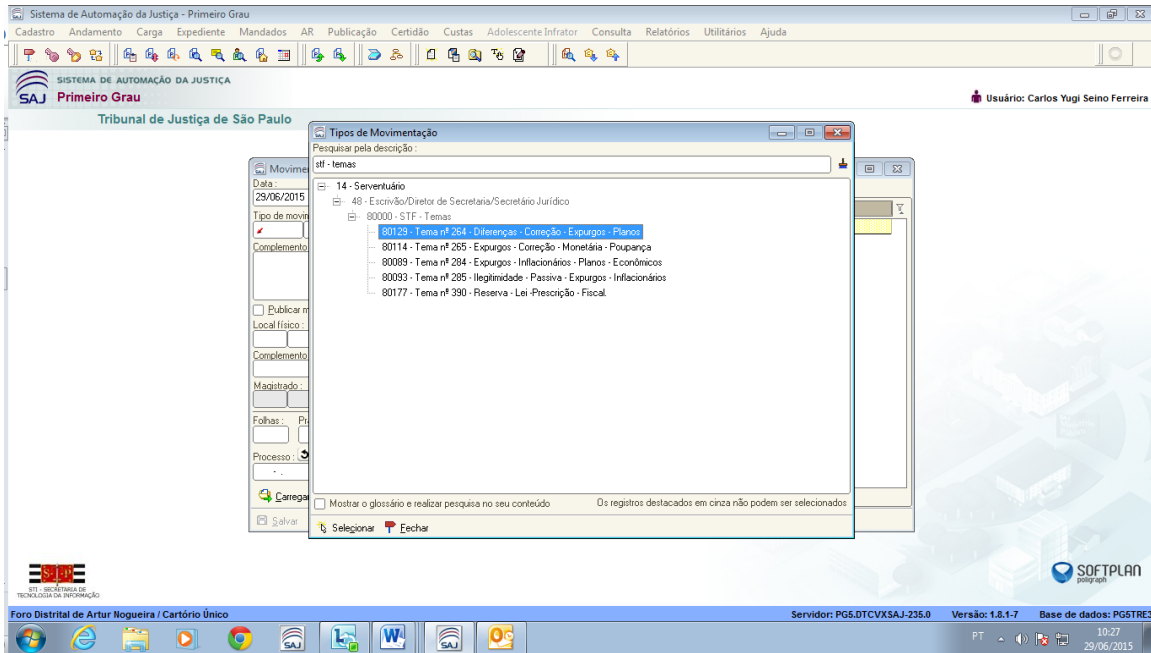 Sistema de Automação da Justiça - Primeiro Grau
Cadastro Andamento Carga Expediente Mandados AR Publicação Certidão Custas Adolescente Infrator Consulta Relatórios Utilitários Ajuda
SISTEMA DE AUTOMAÇÃO DA JUSTIÇA
SAJ Primeiro Grau
Usuário: Carlos Yugi Seino Ferreira
Tribunal de Justiça de São Paulo
Tipos de Movimentação
Pesquisar pela descrição :
stf - temas
14 - Serventuário
48 - Escrivão/Diretor de Secretaria/Secretário Jurídico
80000 - STF - Temas
80129 - Tema nº 264 - Diferenças - Correção - Expurgos - Planos
80114 - Tema nº 265 - Expurgos - Correção - Monetária - Poupança
80089 - Tema nº 284 - Expurgos - Inflacionários - Planos - Econômicos
80093 - Tema nº 285 - Ilegitimidade - Passiva - Expurgos - Inflacionários
80177 - Tema nº 390 - Reserva - Lei -Prescrição - Fiscal.
Mostrar o glossário e realizar pesquisa no seu conteúdo
Os registros destacados em cinza não podem ser selecionados
Selecionar Fechar
Movime
Data :
29/06/2015
Tipo de movin
Complemento
Publicar m
Local físico :
Complemento
Magistrado :
Folhas : Pr
Processo :
- .
Carregar
Salvar
STJP
STI - SECRETARIA DE
TECNOLOGIA DA INFORMAÇÃO
SOFTPLAN
poligraph
Foro Distrital de Artur Nogueira / Cartório Único
Servidor: PG5.DTCVXSAJ-235.0 Versão: 1.8.1-7 Base de dados: PG5TRE3
SAJ
W
SAJ
PT
10:27
29/06/2015